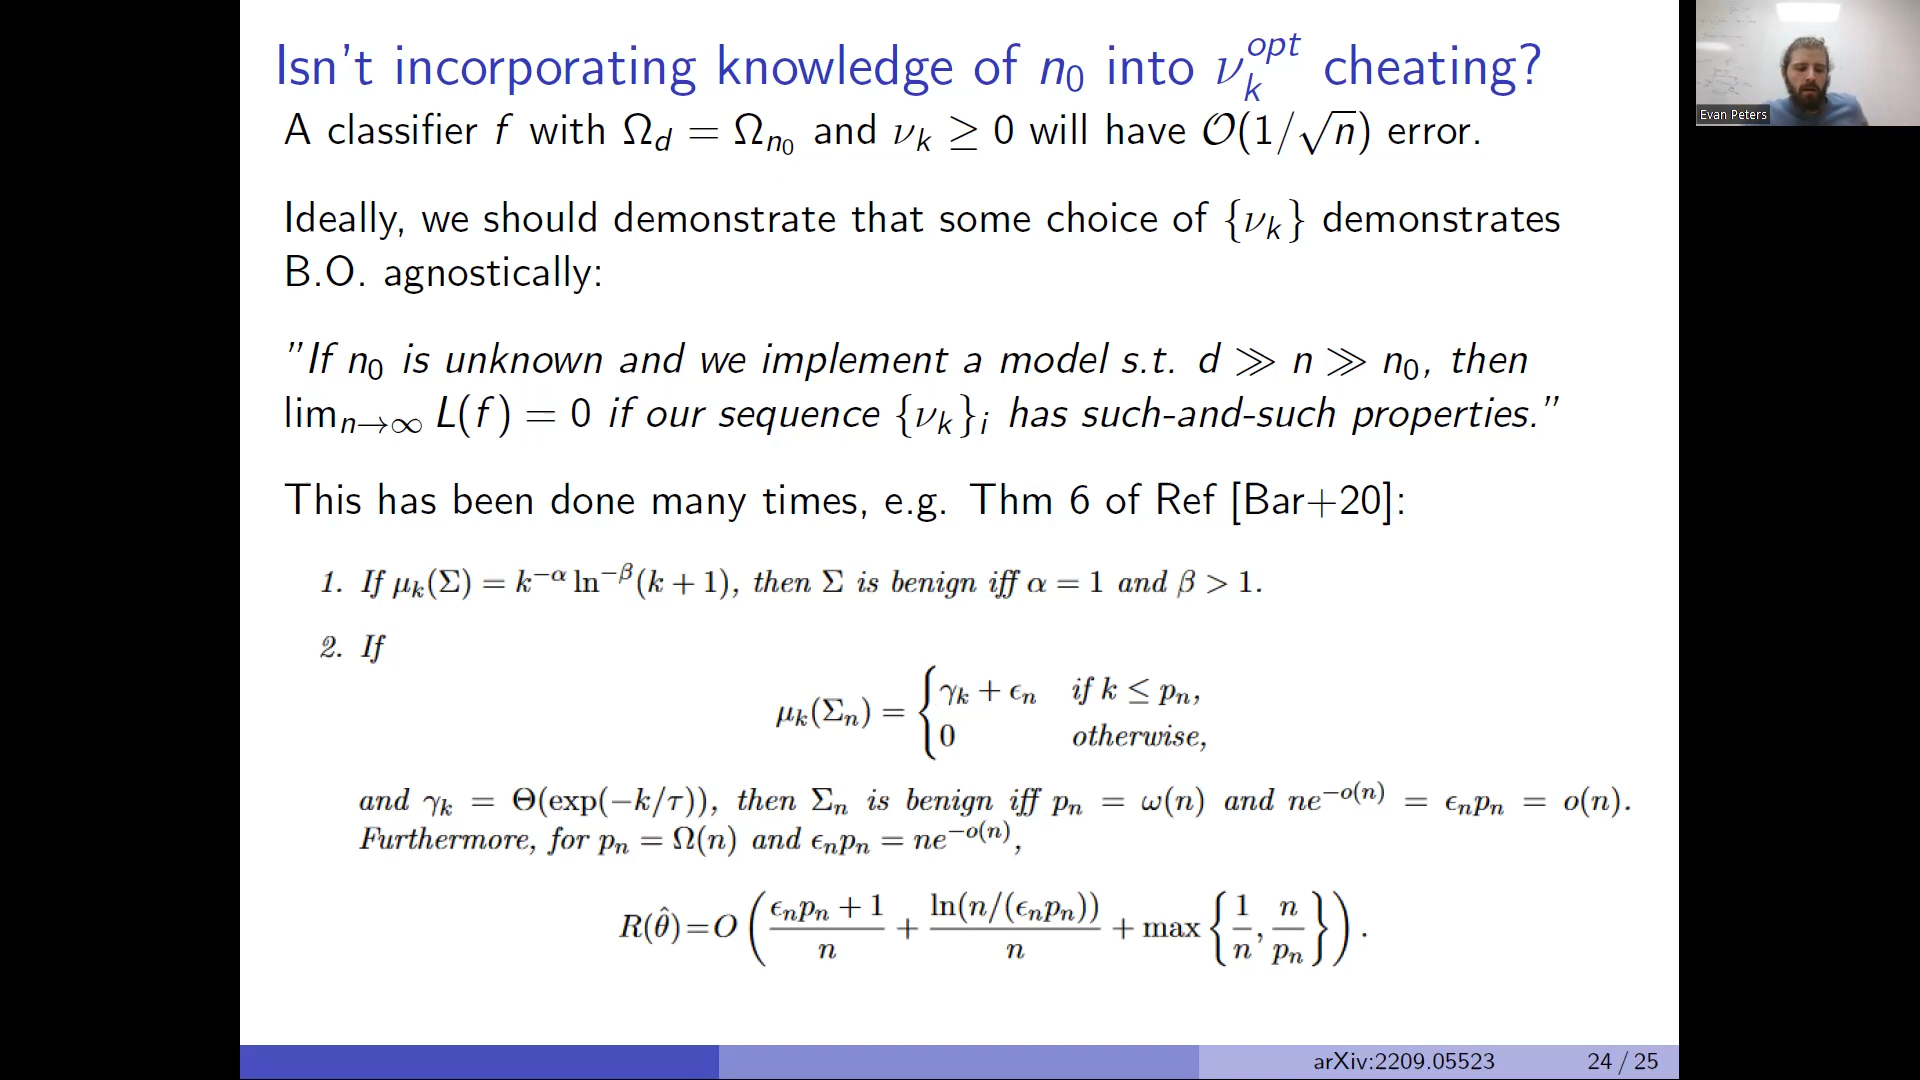 Isn't incorporating knowledge of n₀ into ν_k^{opt} cheating?
A classifier f with Ω_d = Ω_{n₀} and ν_k ≥ 0 will have 𝒪(1/√n) error.
Ideally, we should demonstrate that some choice of {ν_k} demonstrates
B.O. agnostically:
"If n₀ is unknown and we implement a model s.t. d ≫ n ≫ n₀, then
lim_{n→∞} L(f) = 0 if our sequence {ν_k}_i has such-and-such properties."
This has been done many times, e.g. Thm 6 of Ref [Bar+20]:
1. If μ_k(Σ) = k^{−α} ln^{−β}(k + 1), then Σ is benign iff α = 1 and β > 1.
2. If
μ_k(Σ_n) = { γ_k + ϵ_n if k ≤ p_n,
0 otherwise,
and γ_k = Θ(exp(−k/τ)), then Σ_n is benign iff p_n = ω(n) and ne^{−o(n)} = ϵ_n p_n = o(n).
Furthermore, for p_n = Ω(n) and ϵ_n p_n = ne^{−o(n)},
R(θ̂) = O ( (ϵ_n p_n + 1)/n + ln(n/(ϵ_n p_n))/n + max { 1/n, n/p_n } ) .
arXiv:2209.05523 24 / 25
Evan Peters